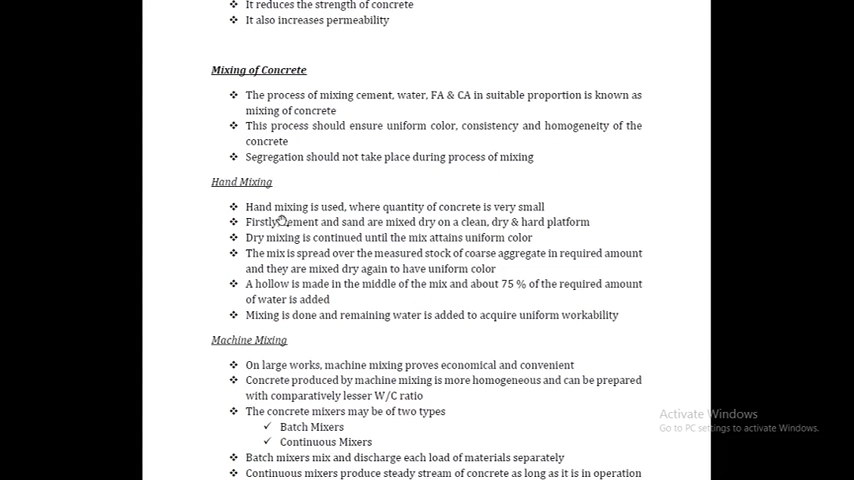 It reduces the strength of concrete
It also increases permeability
Mixing of Concrete
The process of mixing cement, water, FA & CA in suitable proportion is known as
mixing of concrete
This process should ensure uniform color, consistency and homogeneity of the
concrete
Segregation should not take place during process of mixing
Hand Mixing
Hand mixing is used, where quantity of concrete is very small
Firstly cement and sand are mixed dry on a clean, dry & hard platform
Dry mixing is continued until the mix attains uniform color
The mix is spread over the measured stock of coarse aggregate in required amount
and they are mixed dry again to have uniform color
A hollow is made in the middle of the mix and about 75 % of the required amount
of water is added
Mixing is done and remaining water is added to acquire uniform workability
Machine Mixing
On large works, machine mixing proves economical and convenient
Concrete produced by machine mixing is more homogeneous and can be prepared
with comparatively lesser W/C ratio
The concrete mixers may be of two types
Batch Mixers
Continuous Mixers
Batch mixers mix and discharge each load of materials separately
Continuous mixers produce steady stream of concrete as long as it is in operation
Activate Windows
Go to PC settings to activate Windows.